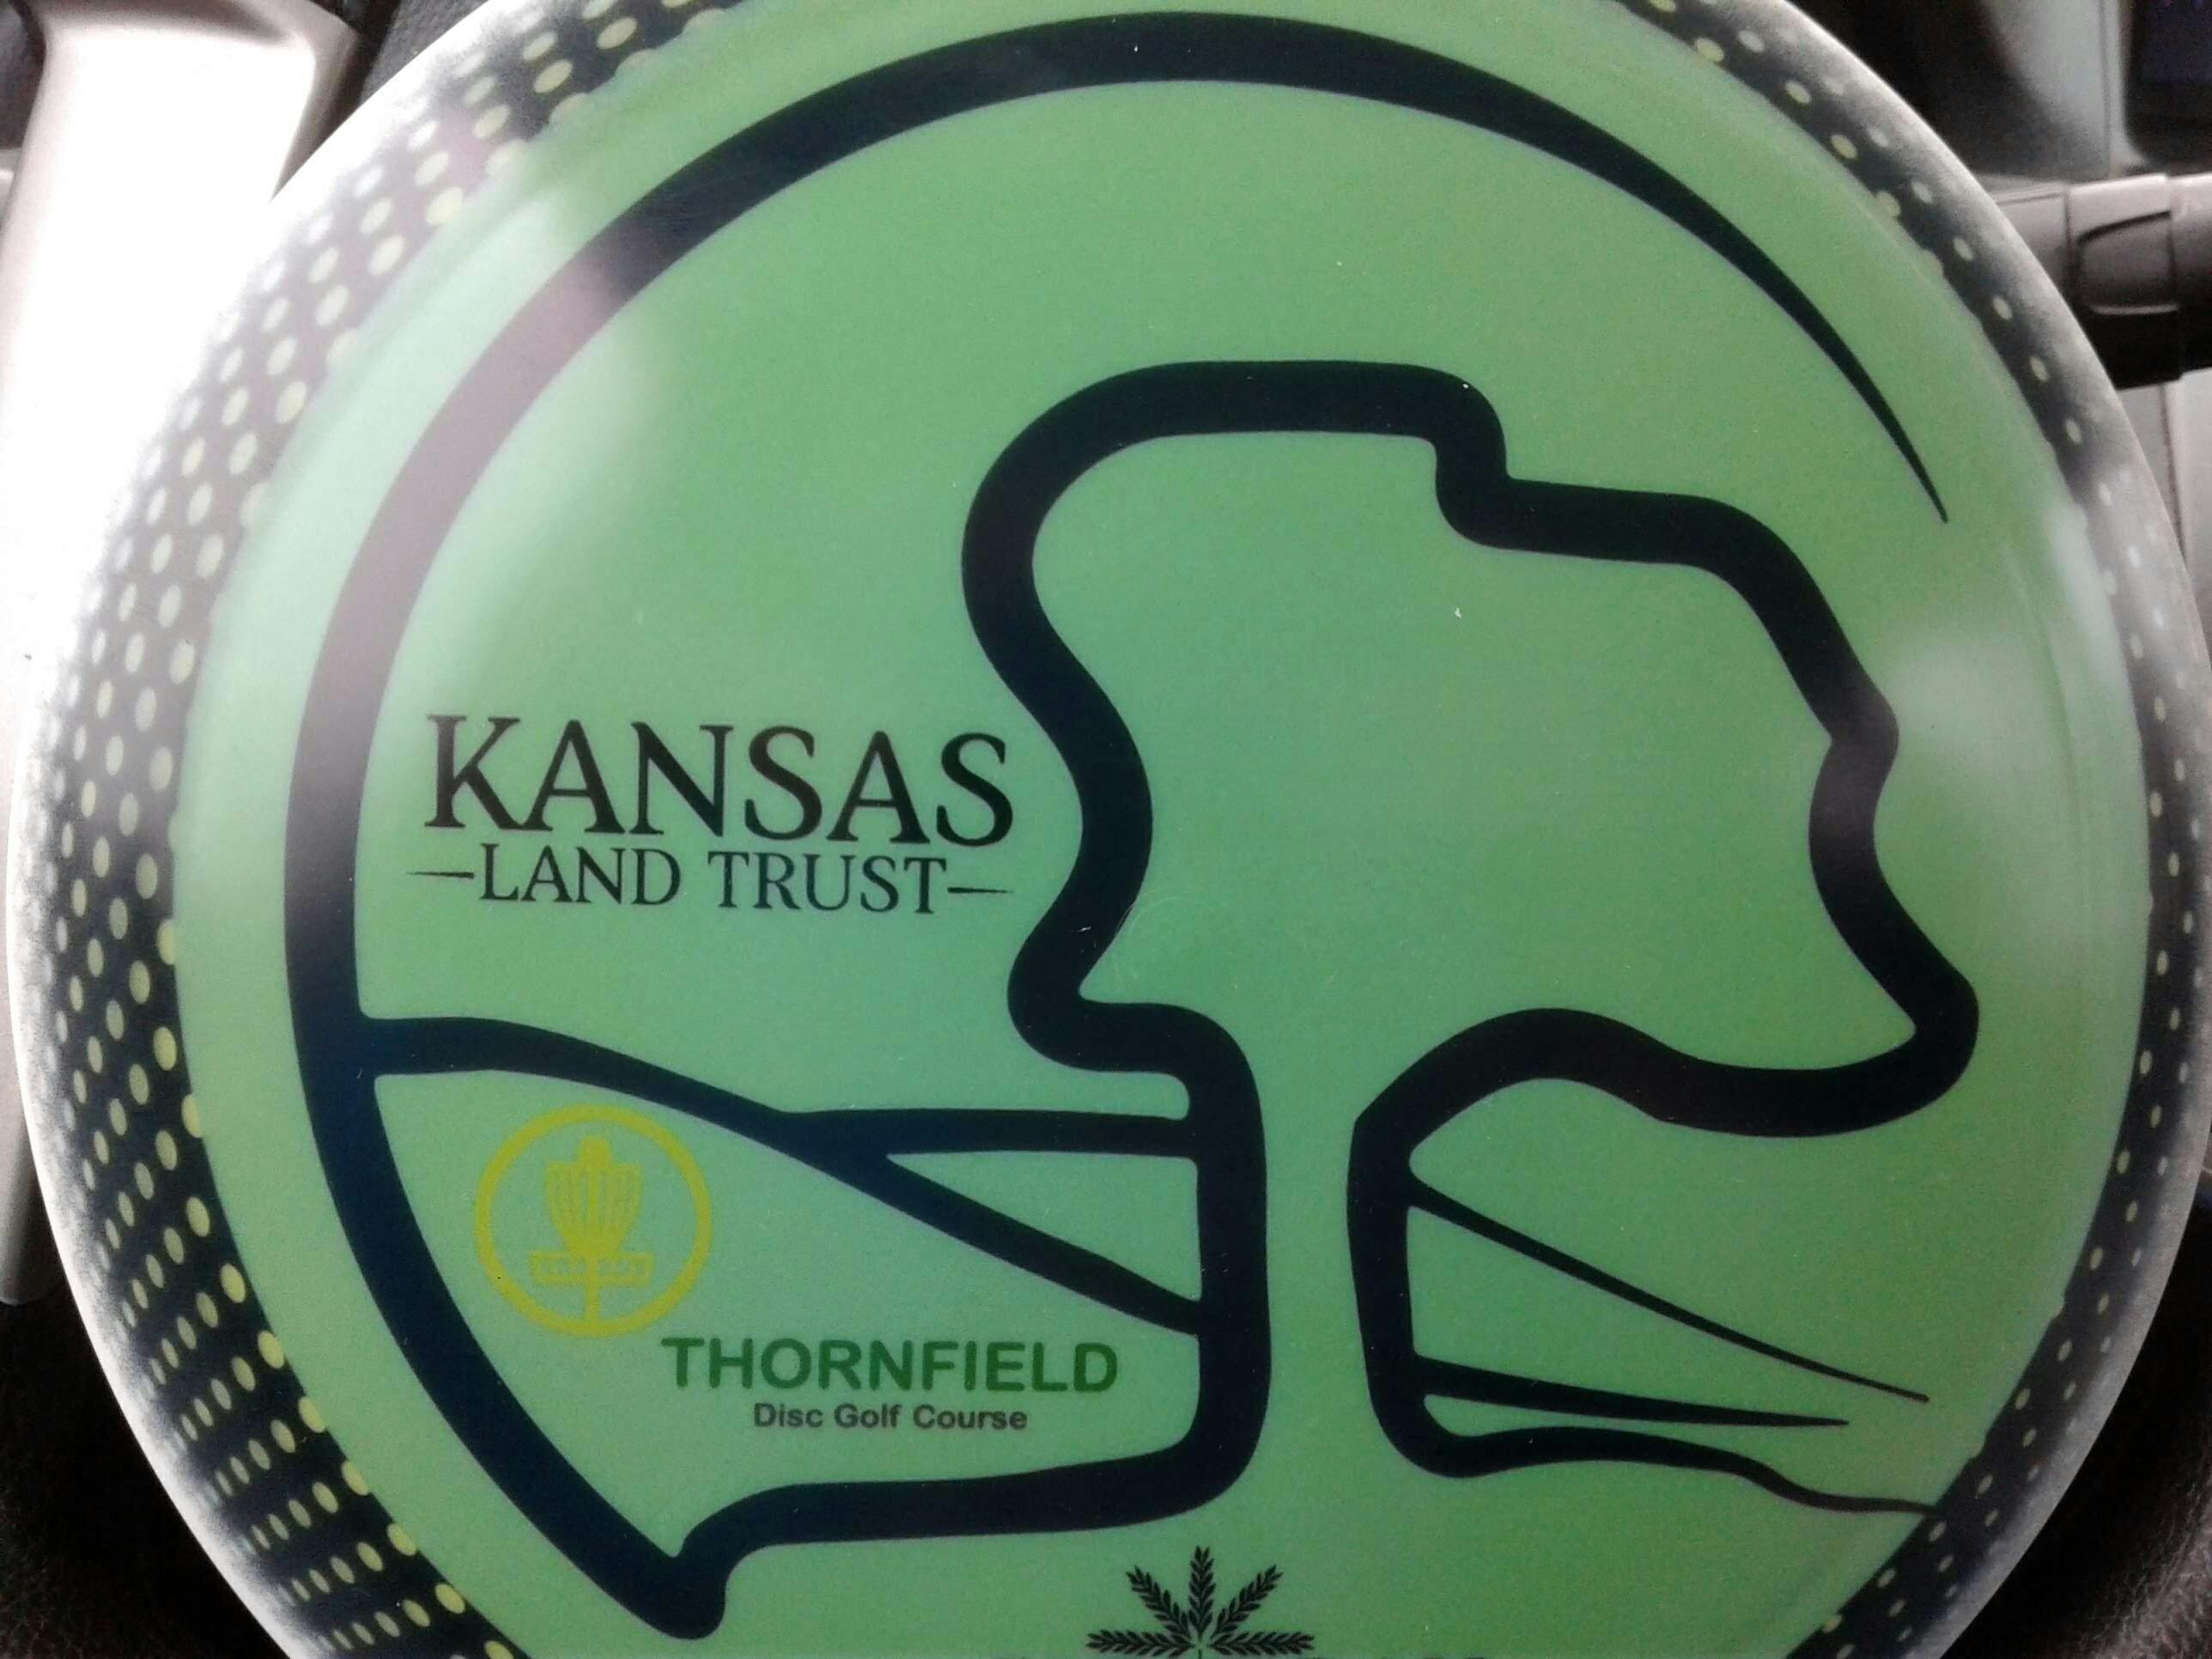 KANSAS
—LAND TRUST—
THORNFIELD
Disc Golf Course